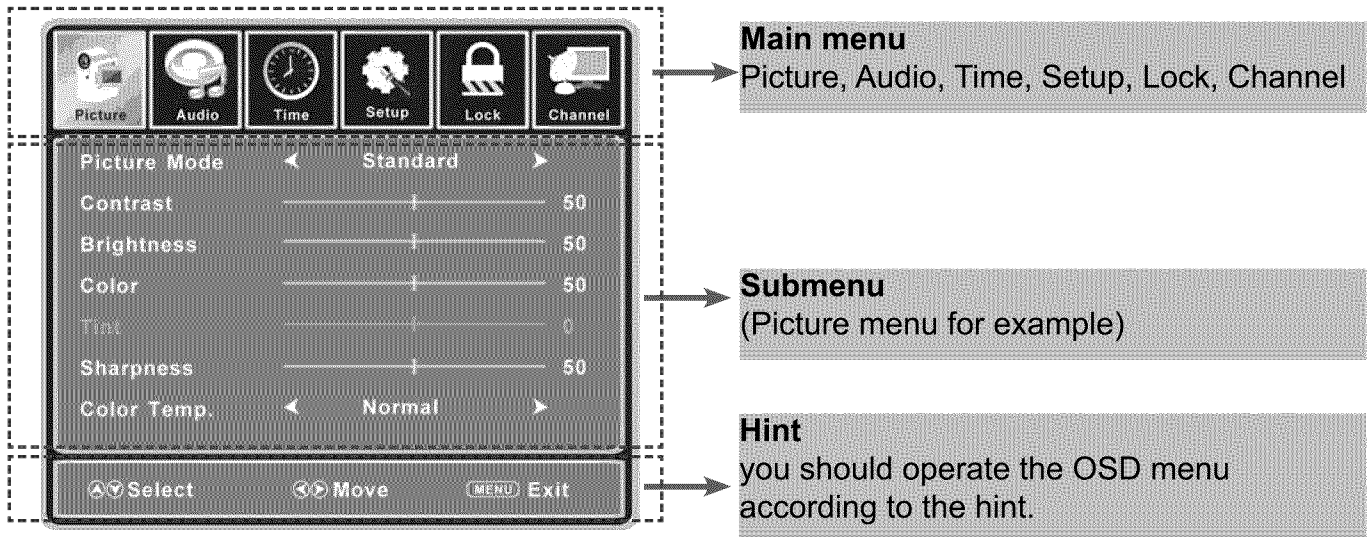 Picture Audio Time Setup Lock Channel
Picture Mode Standard
Contrast 50
Brightness 50
Color 50
Tint 0
Sharpness 50
Color Temp. Normal
Select Move MENU Exit
Main menu
Picture, Audio, Time, Setup, Lock, Channel
Submenu
(Picture menu for example)
Hint
you should operate the OSD menu
according to the hint.